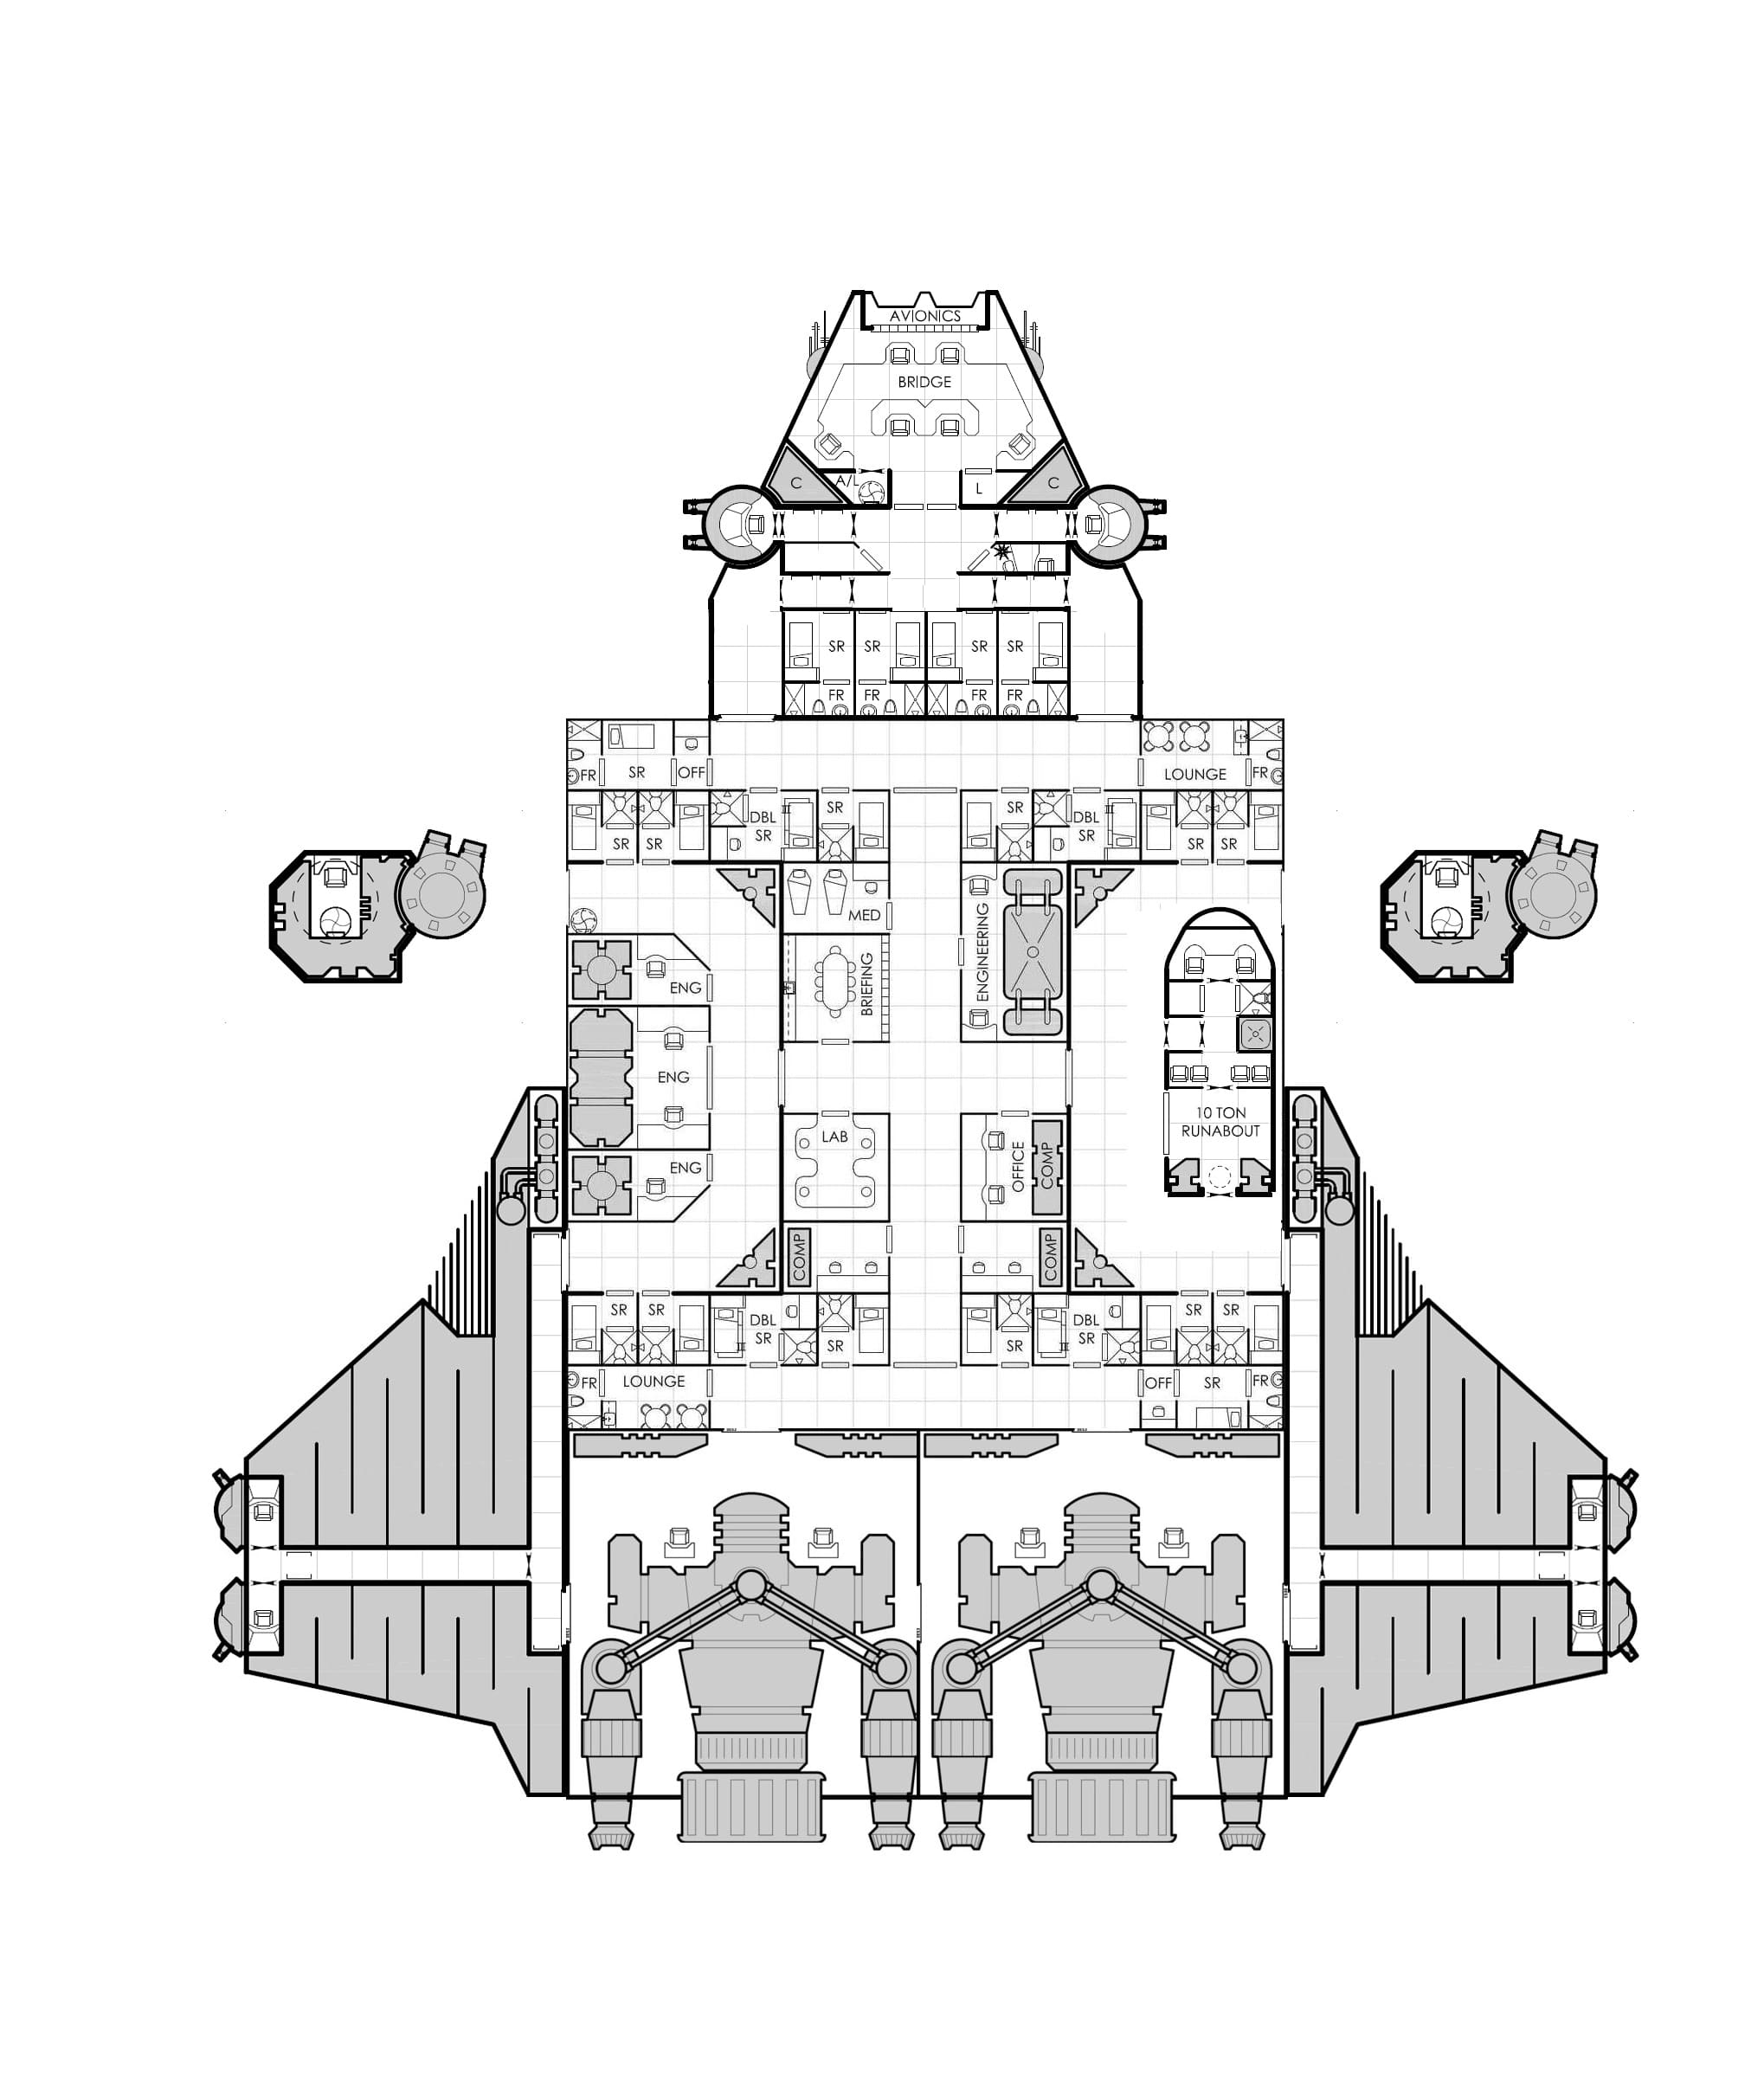 AVIONICS
BRIDGE
C
A/L
L
C
SR
SR
SR
SR
FR
FR
FR
FR
FR
SR
OFF
LOUNGE
FR
SR
SR
DBL
SR
SR
SR
DBL
SR
SR
SR
MED
ENGINEERING
BRIEFING
ENG
ENG
ENG
LAB
OFFICE
COMP
10 TON
RUNABOUT
COMP
COMP
SR
SR
DBL
SR
SR
SR
DBL
SR
SR
SR
FR
LOUNGE
OFF
SR
FR